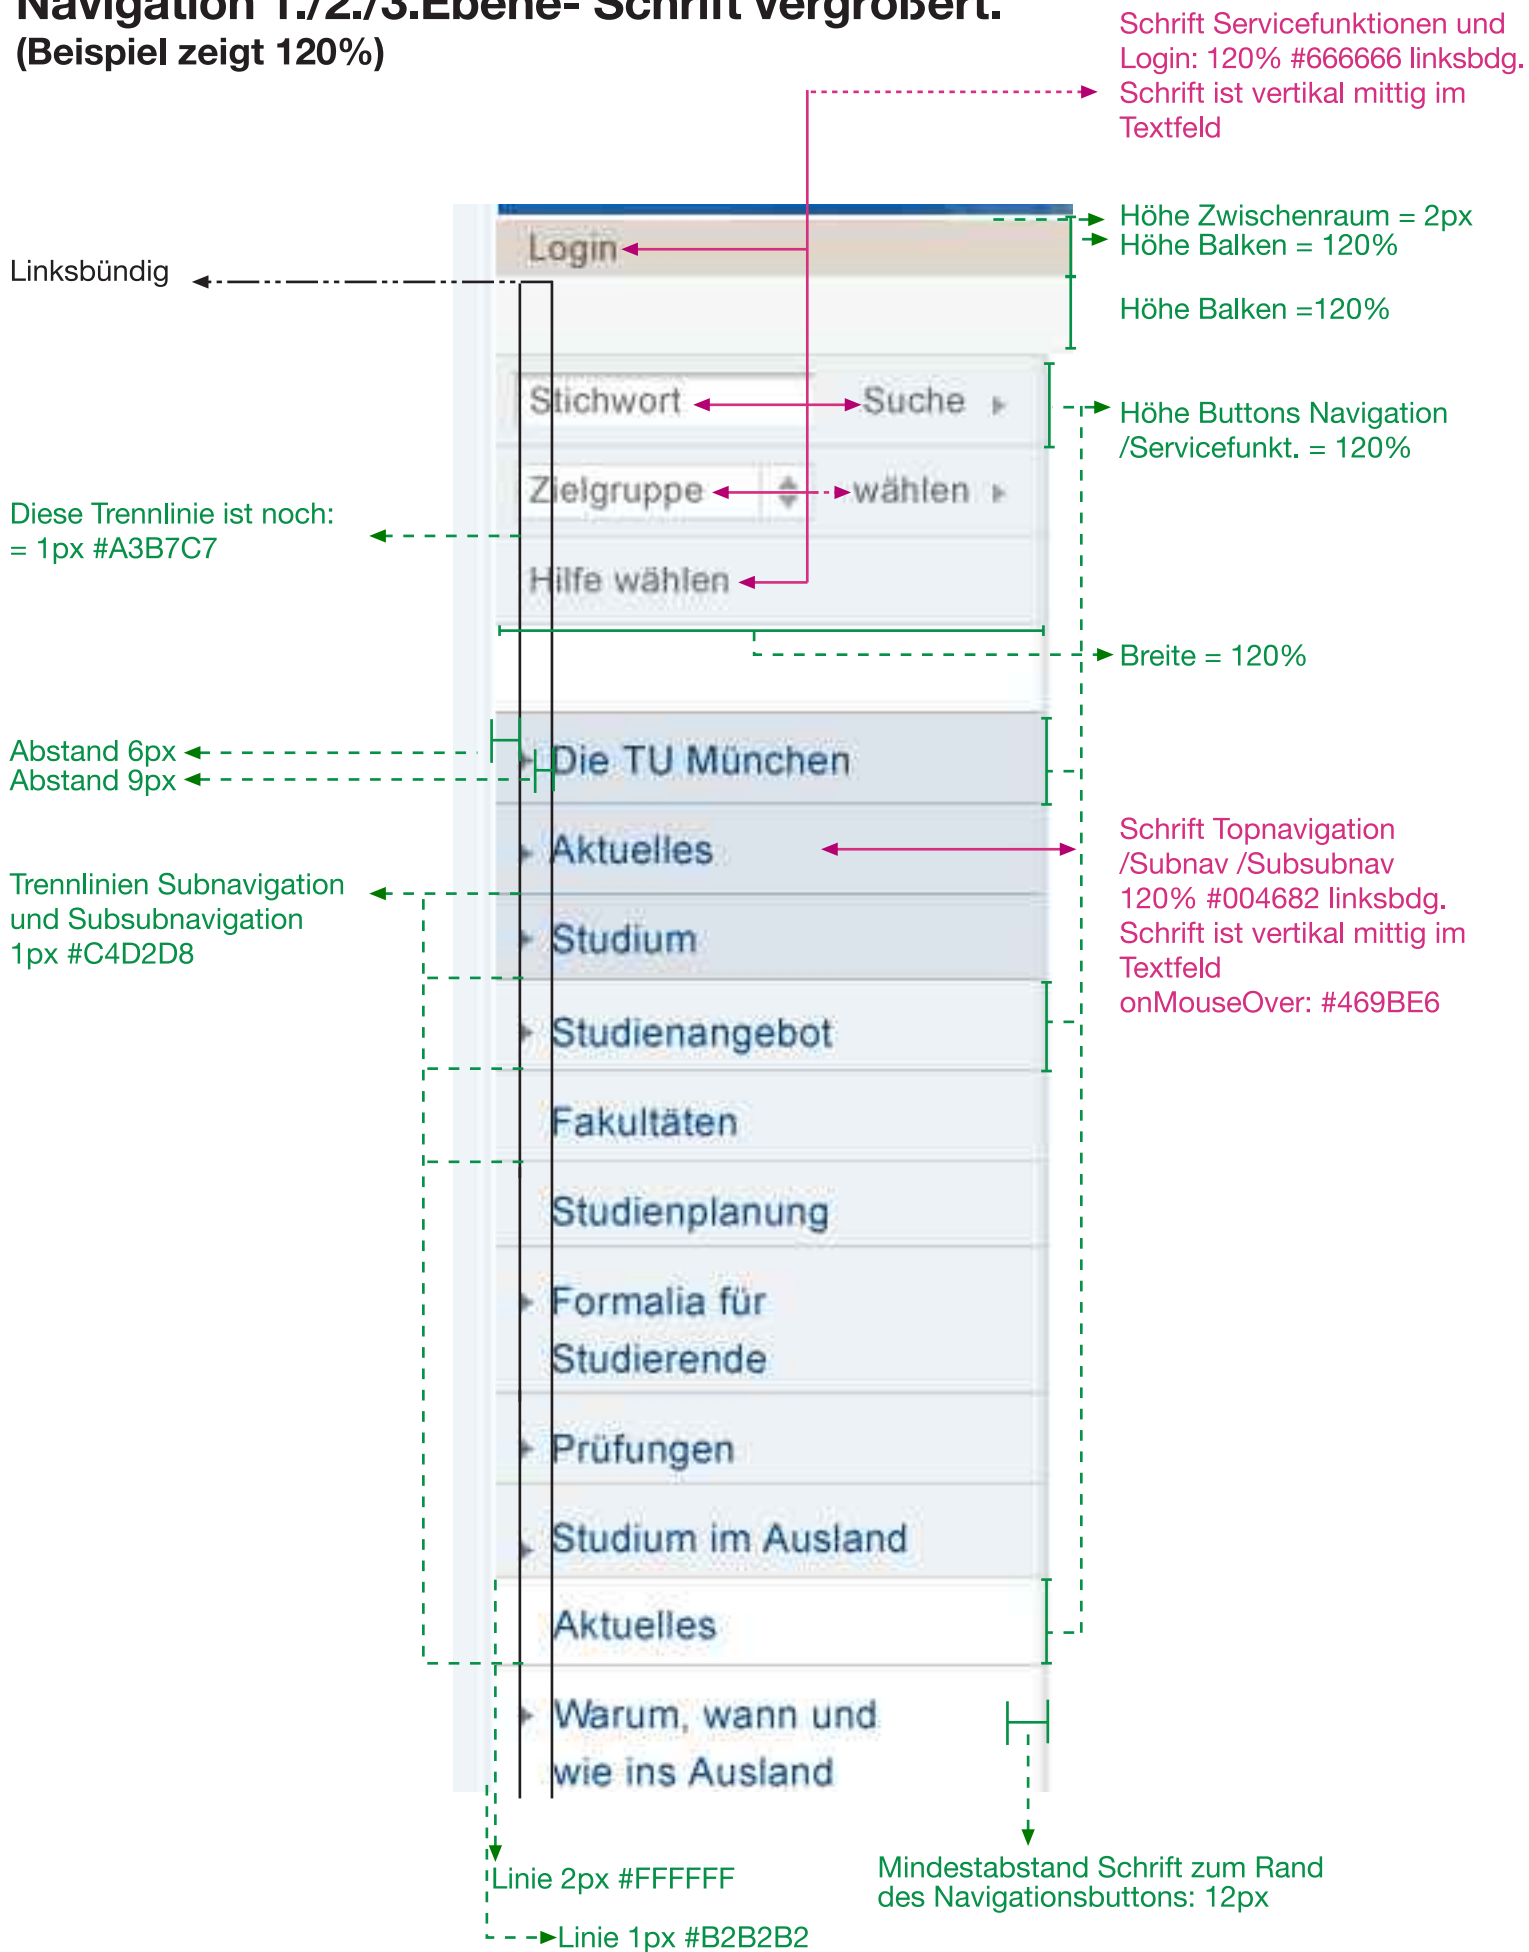 Navigation 1./2./3.Ebene- Schrift vergrößert.
(Beispiel zeigt 120%)
Schrift Servicefunktionen und
Login: 120% #666666 linksbdg.
Schrift ist vertikal mittig im
Textfeld
Höhe Zwischenraum = 2px
Höhe Balken = 120%
Login
Linksbündig
Höhe Balken =120%
Stichwort
Suche
Höhe Buttons Navigation
/Servicefunkt. = 120%
Zielgruppe
wählen
Diese Trennlinie ist noch:
= 1px #A3B7C7
Hilfe wählen
Breite = 120%
Abstand 6px
Abstand 9px
Die TU München
Aktuelles
Schrift Topnavigation
/Subnav /Subsubnav
120% #004682 linksbdg.
Schrift ist vertikal mittig im
Textfeld
onMouseOver: #469BE6
Trennlinien Subnavigation
und Subsubnavigation
1px #C4D2D8
Studium
Studienangebot
Fakultäten
Studienplanung
Formalia für
Studierende
Prüfungen
Studium im Ausland
Aktuelles
Warum, wann und
wie ins Ausland
Linie 2px #FFFFFF
Mindestabstand Schrift zum Rand
des Navigationsbuttons: 12px
Linie 1px #B2B2B2